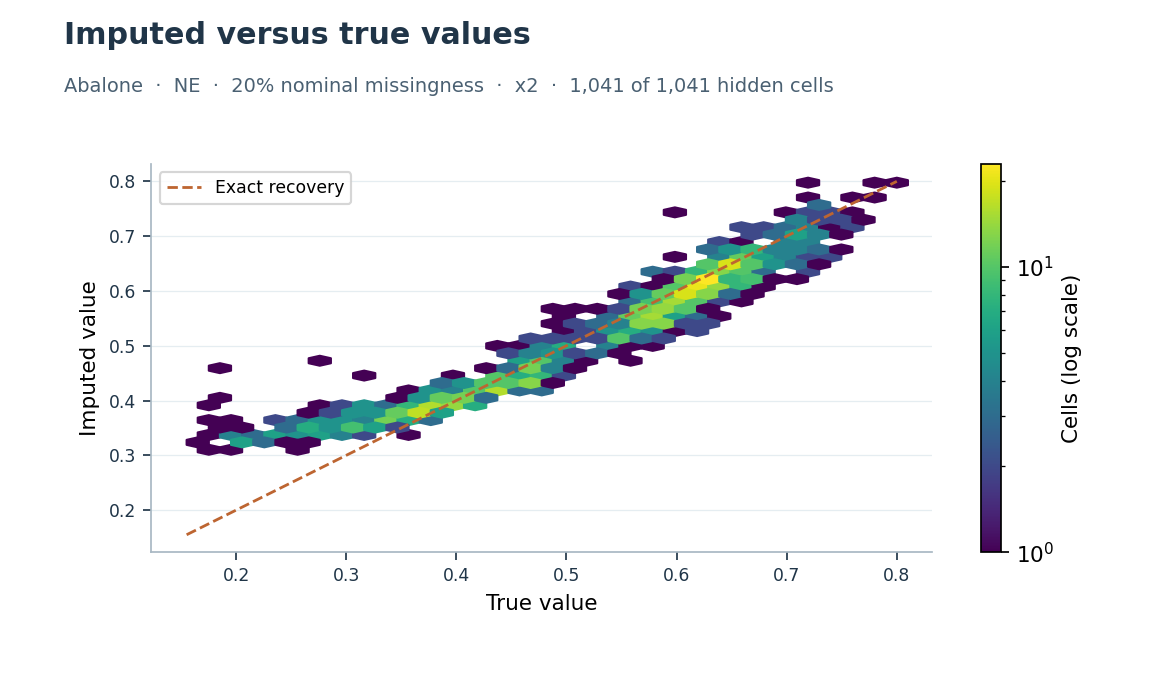 Imputed versus true values
Abalone · NE · 20% nominal missingness · x2 · 1,041 of 1,041 hidden cells
Exact recovery
0.8
0.7
0.6
0.5
0.4
0.3
0.2
Imputed value
0.2 0.3 0.4 0.5 0.6 0.7 0.8
True value
10¹
10⁰
Cells (log scale)